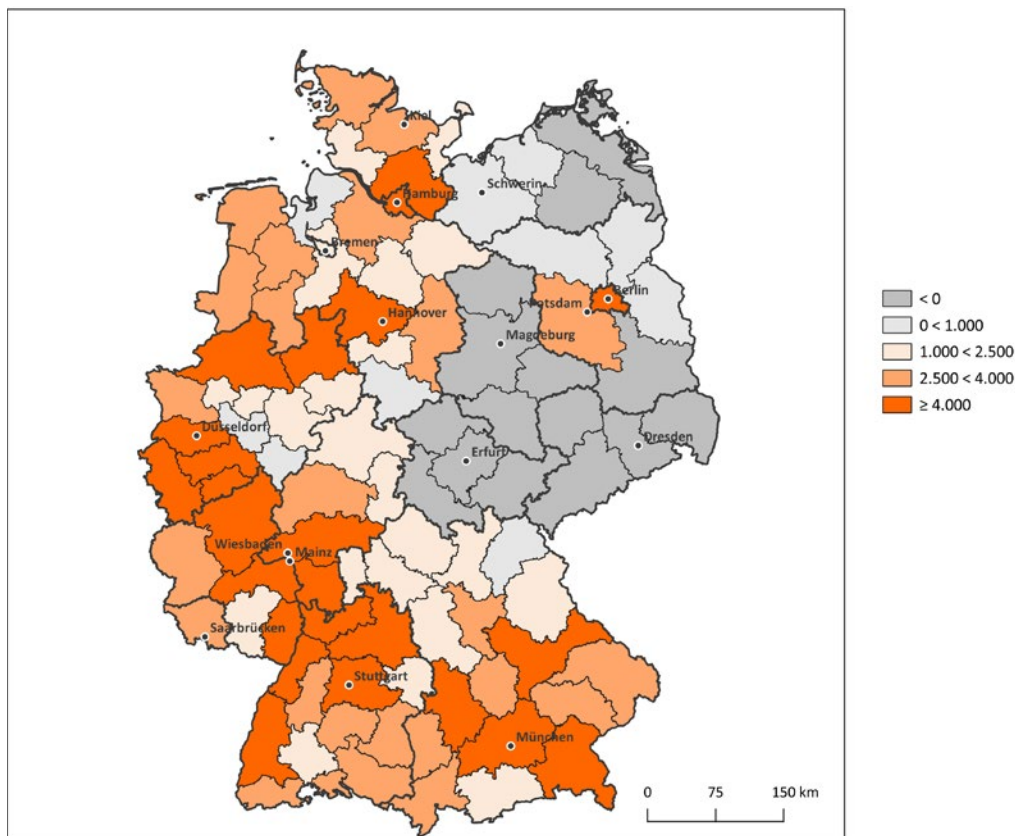 Kiel
Schwerin
Hamburg
Bremen
Berlin
Potsdam
Hannover
Magdeburg
Düsseldorf
Dresden
Erfurt
Wiesbaden
Mainz
Saarbrücken
Stuttgart
München
< 0
0 < 1.000
1.000 < 2.500
2.500 < 4.000
≥ 4.000
0 75 150 km